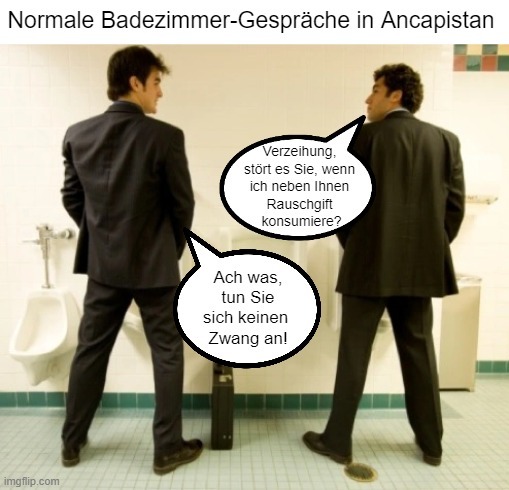 Normale Badezimmer-Gespräche in Ancapistan
Verzeihung,
stört es Sie, wenn
ich neben Ihnen
Rauschgift
konsumiere?
Ach was,
tun Sie
sich keinen
Zwang an!
imgflip.com